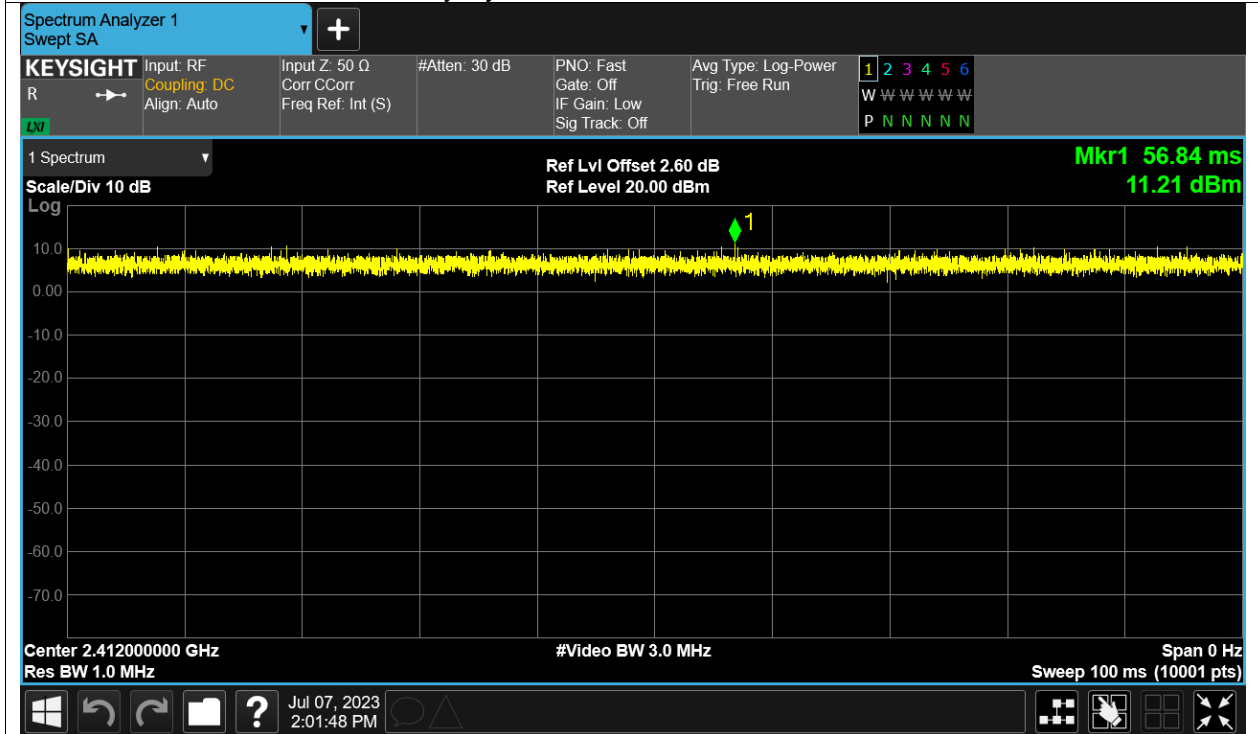 Spectrum Analyzer 1
Swept SA
▼
+
KEYSIGHT Input: RF Input Z: 50 Ω #Atten: 30 dB PNO: Fast Avg Type: Log-Power 1 2 3 4 5 6
R Coupling: DC Corr CCorr Gate: Off Trig: Free Run W W W W W W
Align: Auto Freq Ref: Int (S) IF Gain: Low
LXI Sig Track: Off P N N N N N
1 Spectrum ▼ Ref Lvl Offset 2.60 dB Mkr1 56.84 ms
Scale/Div 10 dB Ref Level 20.00 dBm 11.21 dBm
Log
1
10.0
0.00
-10.0
-20.0
-30.0
-40.0
-50.0
-60.0
-70.0
Center 2.412000000 GHz #Video BW 3.0 MHz Span 0 Hz
Res BW 1.0 MHz Sweep 100 ms (10001 pts)
? Jul 07, 2023
2:01:48 PM